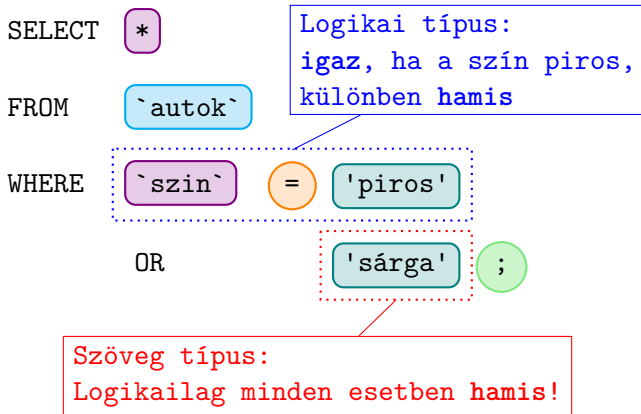 SELECT *
Logikai típus:
igaz, ha a szín piros,
különben hamis
FROM `autok`
WHERE `szin` = 'piros'
OR 'sárga' ;
Szöveg típus:
Logikailag minden esetben hamis!